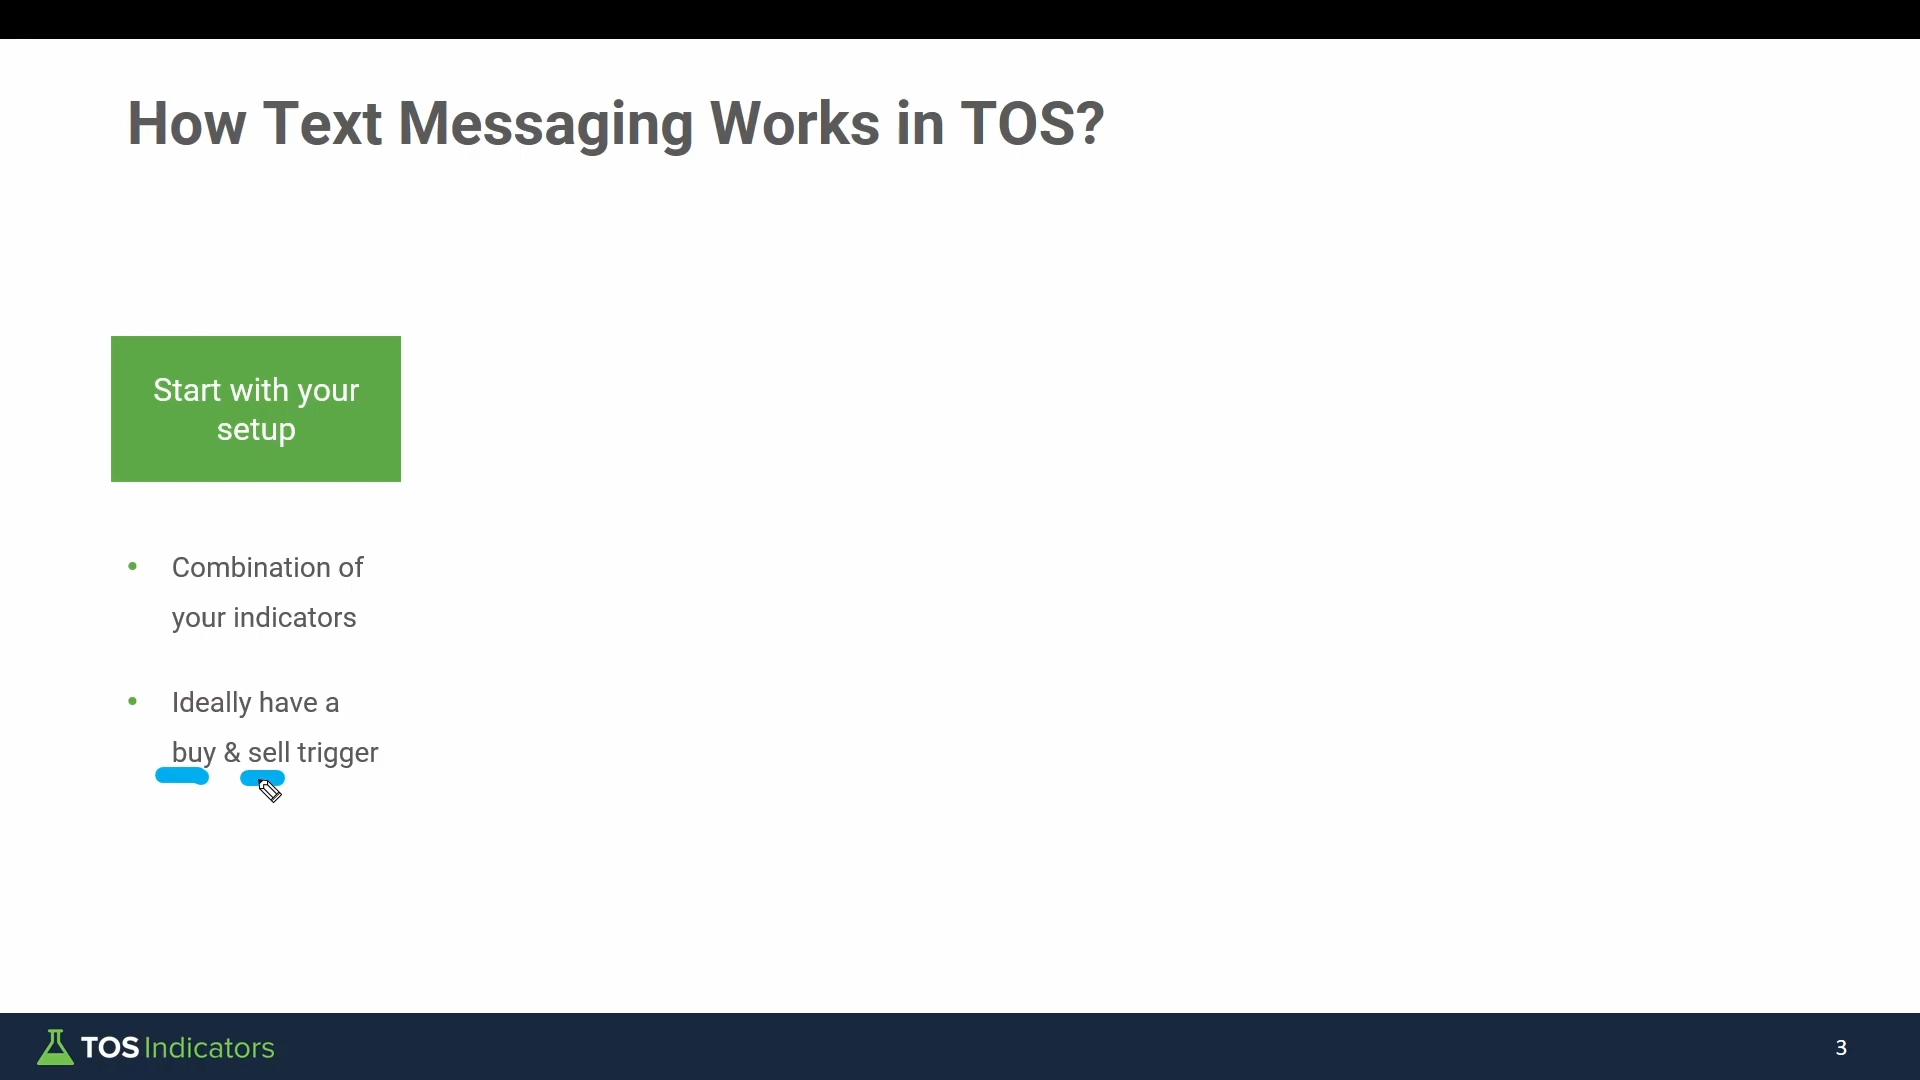 How Text Messaging Works in TOS?
Start with your
setup
• Combination of
your indicators
• Ideally have a
buy & sell trigger
TOS Indicators
3